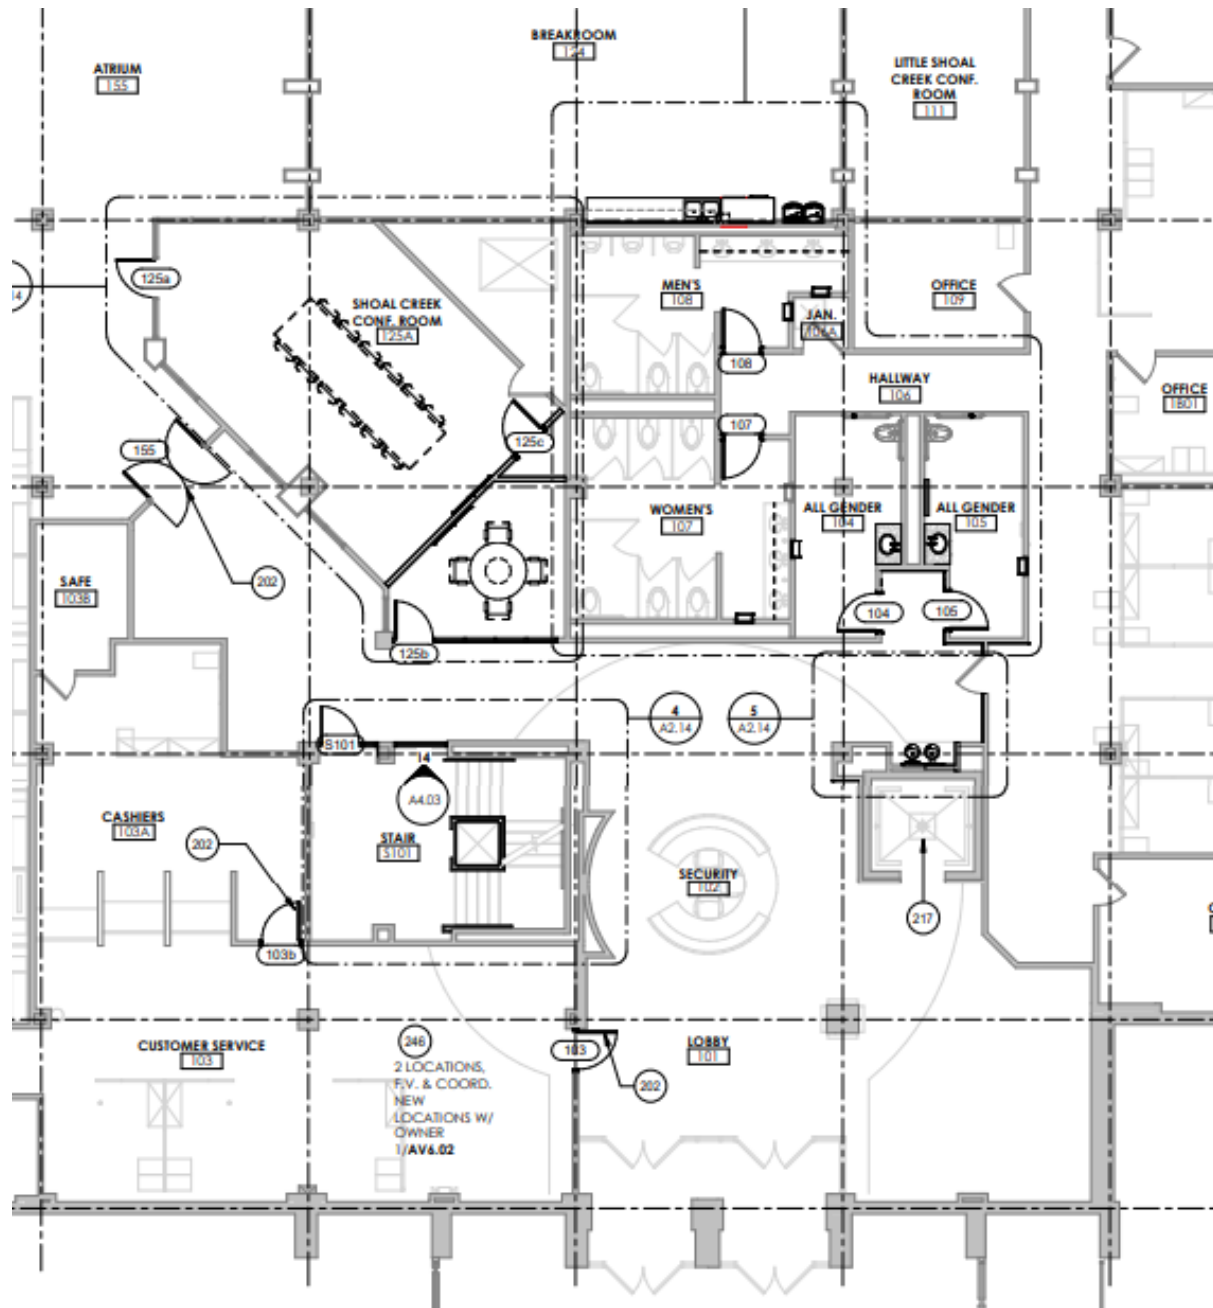 BREAKROOM
124
ATRIUM
155
LITTLE SHOAL
CREEK CONF.
ROOM
111
125a
MEN'S
108
OFFICE
109
SHOAL CREEK
CONF. ROOM
125A
JAN.
106A
108
HALLWAY
106
OFFICE
1B01
107
125c
155
WOMEN'S
107
ALL GENDER
104
ALL GENDER
105
202
SAFE
103B
104
105
125b
4
A2.14
5
A2.14
S101
14
A4.03
CASHIERS
103A
202
STAIR
S101
SECURITY
102
217
103b
CUSTOMER SERVICE
103
246
2 LOCATIONS,
F.V. & COORD.
NEW
LOCATIONS W/
OWNER
1/AV6.02
103
LOBBY
101
202